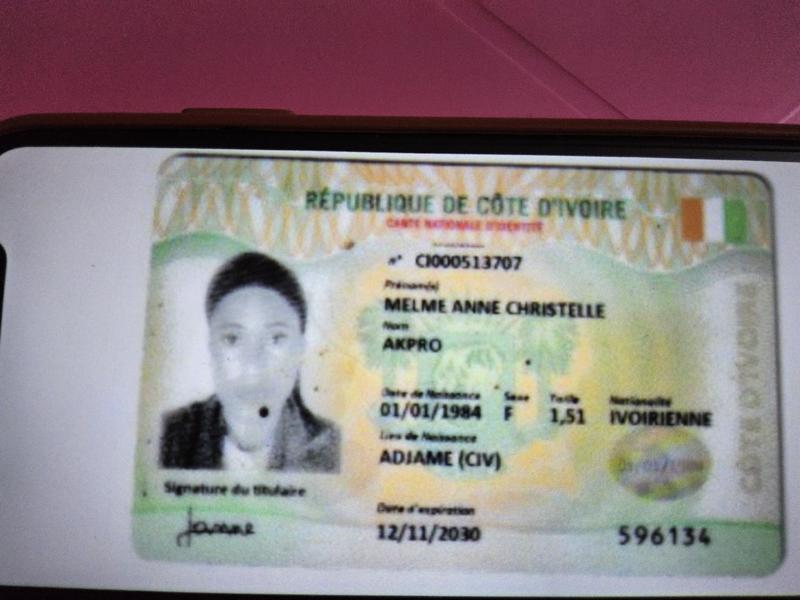 RÉPUBLIQUE DE CÔTE D'IVOIRE
CARTE NATIONALE D'IDENTITÉ
n° CI000513707
Prénom(s)
MELME ANNE CHRISTELLE
Nom
AKPRO
Date de Naissance Sexe Taille Nationalité
01/01/1984 F 1,51 IVOIRIENNE
Lieu de Naissance
ADJAME (CIV)
Signature du titulaire
Date d'expiration
12/11/2030
596134
CÔTE D'IVOIRE